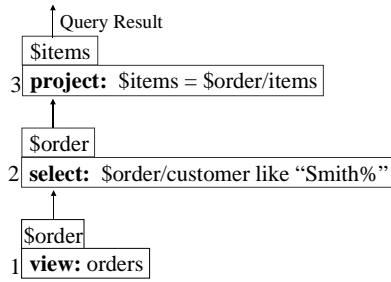 Query Result
$items
3 project: $items = $order/items
$order
2 select: $order/customer like “Smith%”
$order
1 view: orders